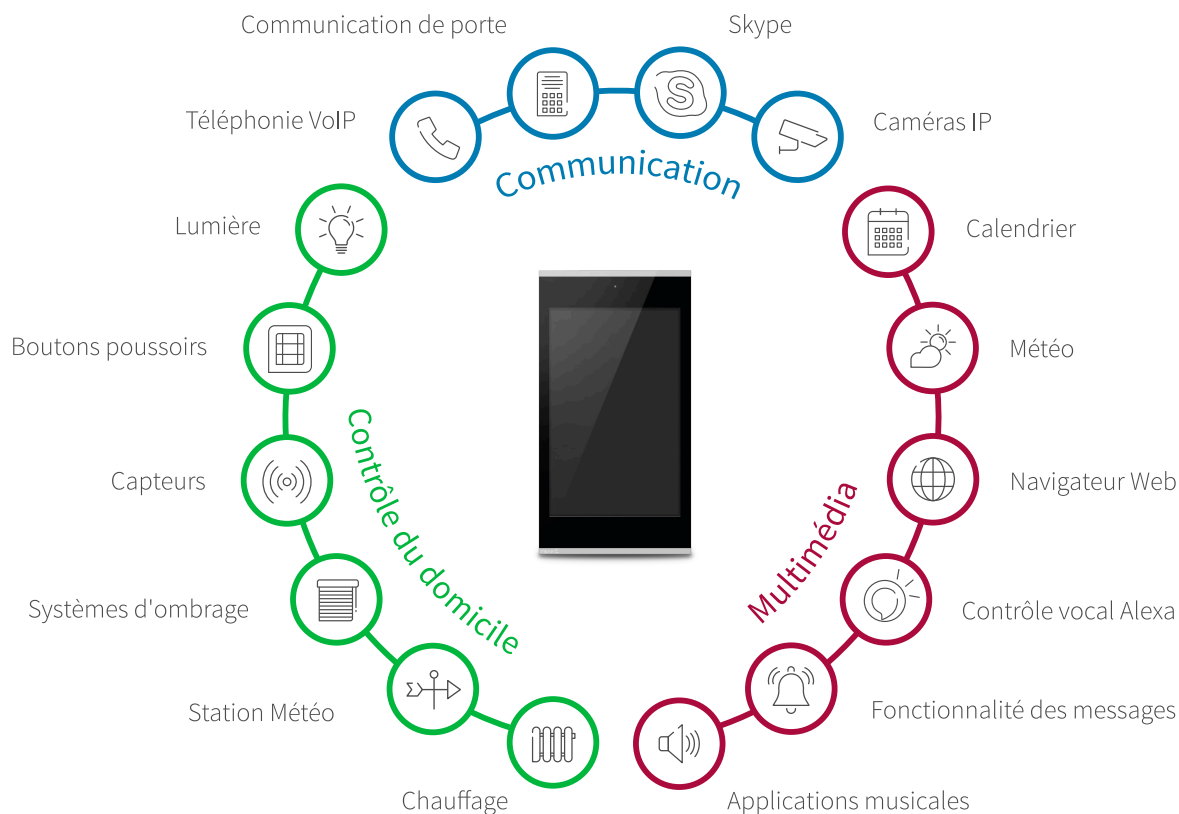 Communication de porte
Skype
Téléphonie VoIP
Caméras IP
Communication
Lumière
Calendrier
Boutons poussoirs
Météo
Contrôle du domicile
Capteurs
Navigateur Web
Multimédia
Systèmes d'ombrage
Contrôle vocal Alexa
Station Météo
Fonctionnalité des messages
Chauffage
Applications musicales